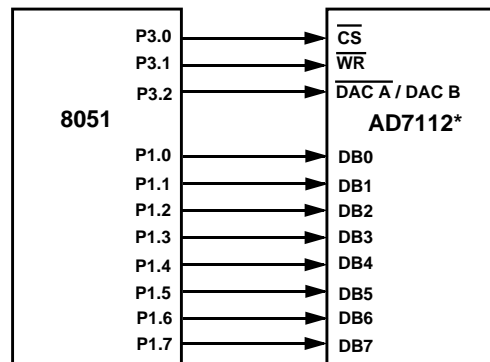 P3.0 CS
P3.1 WR
P3.2 DAC A / DAC B
8051 AD7112*
P1.0 DB0
P1.1 DB1
P1.2 DB2
P1.3 DB3
P1.4 DB4
P1.5 DB5
P1.6 DB6
P1.7 DB7